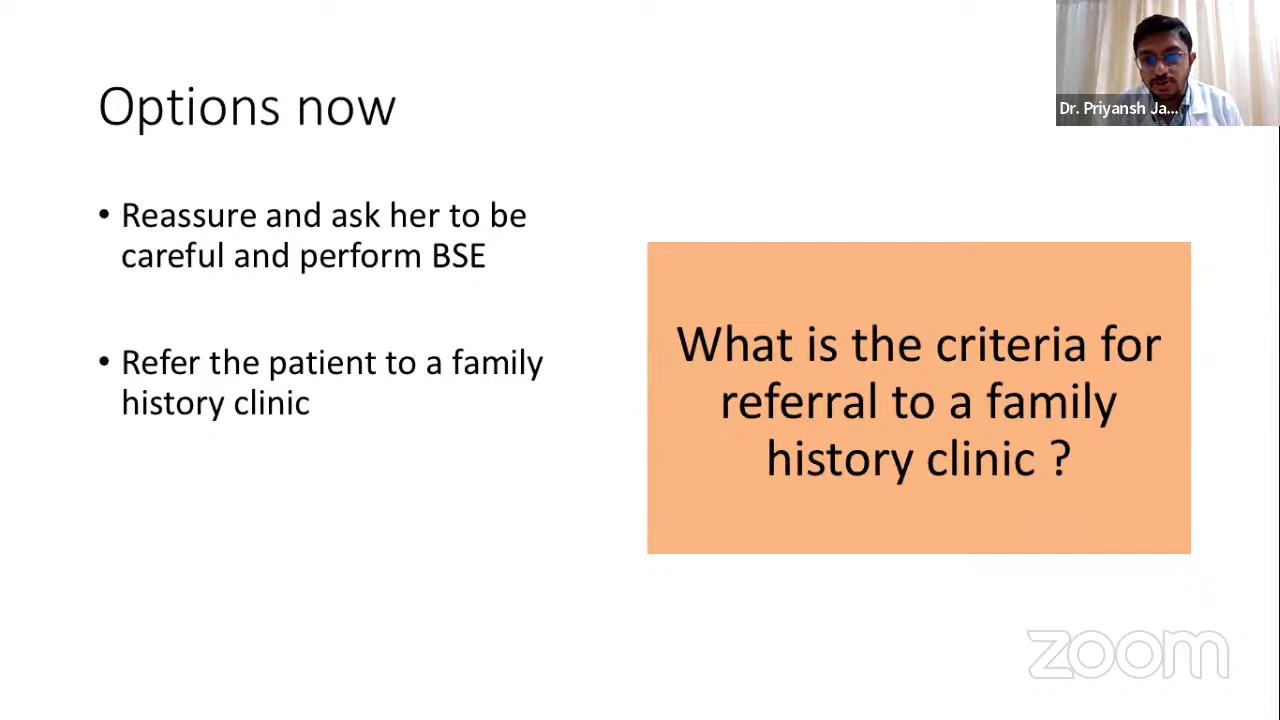 Options now
• Reassure and ask her to be
careful and perform BSE
• Refer the patient to a family
history clinic
What is the criteria for
referral to a family
history clinic ?
Dr. Priyansh Ja...
zoom